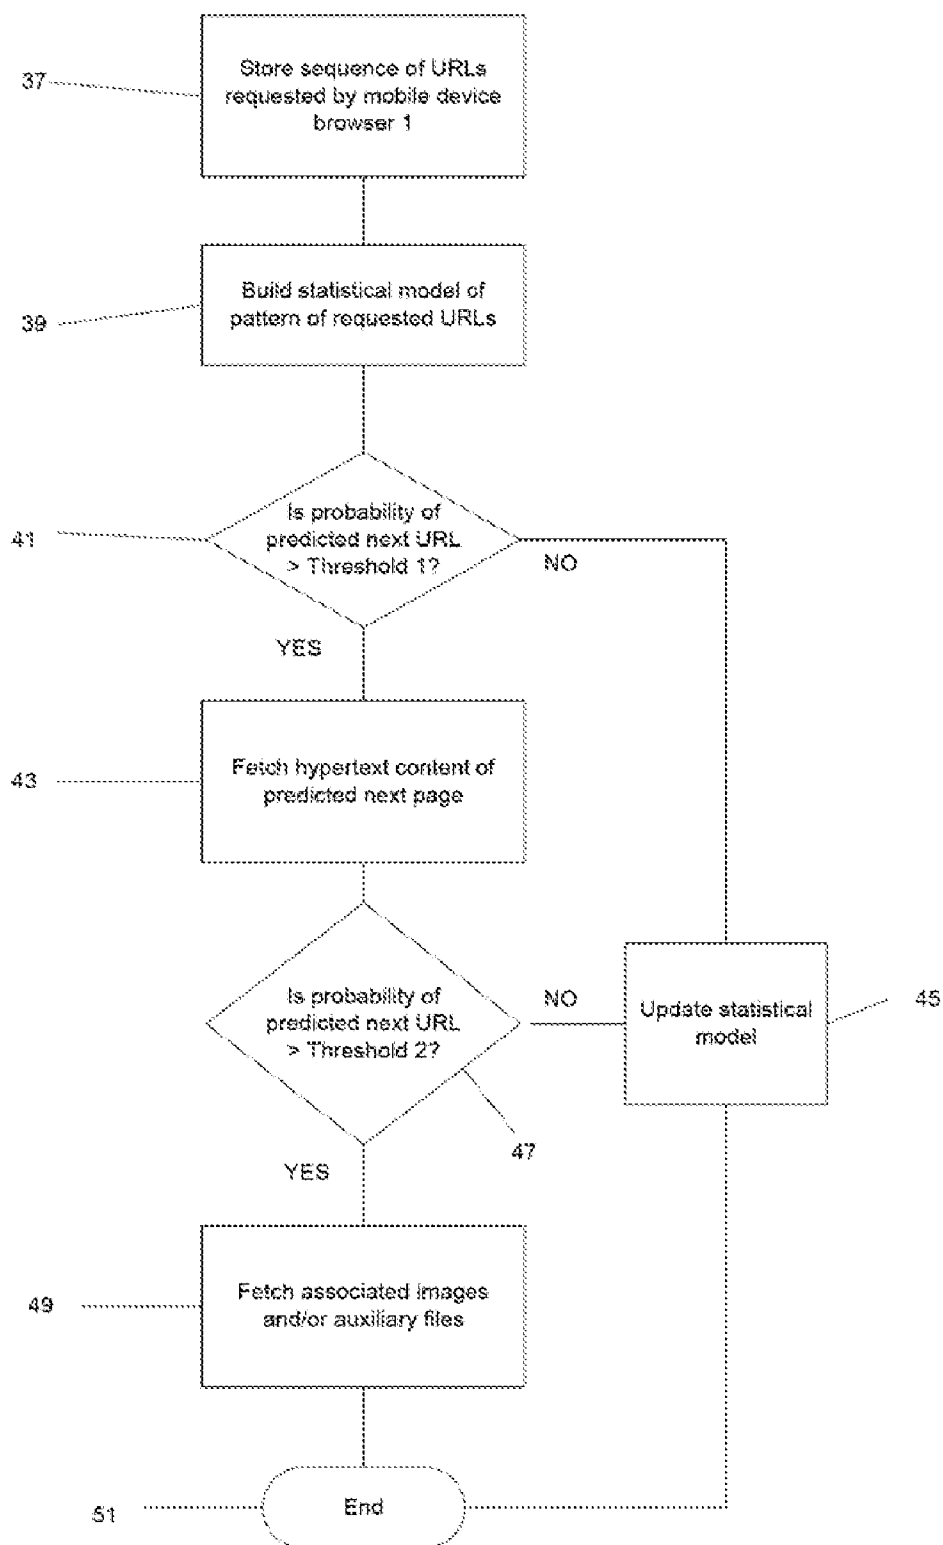 37
Store sequence of URLs
requested by mobile device
browser 1
39
Build statistical model of
pattern of requested URLs
41
Is probability of
predicted next URL
> Threshold 1?
NO
YES
43
Fetch hypertext content of
predicted next page
Is probability of
predicted next URL
> Threshold 2?
NO
Update statistical
model
45
47
YES
49
Fetch associated images
and/or auxiliary files
51
End